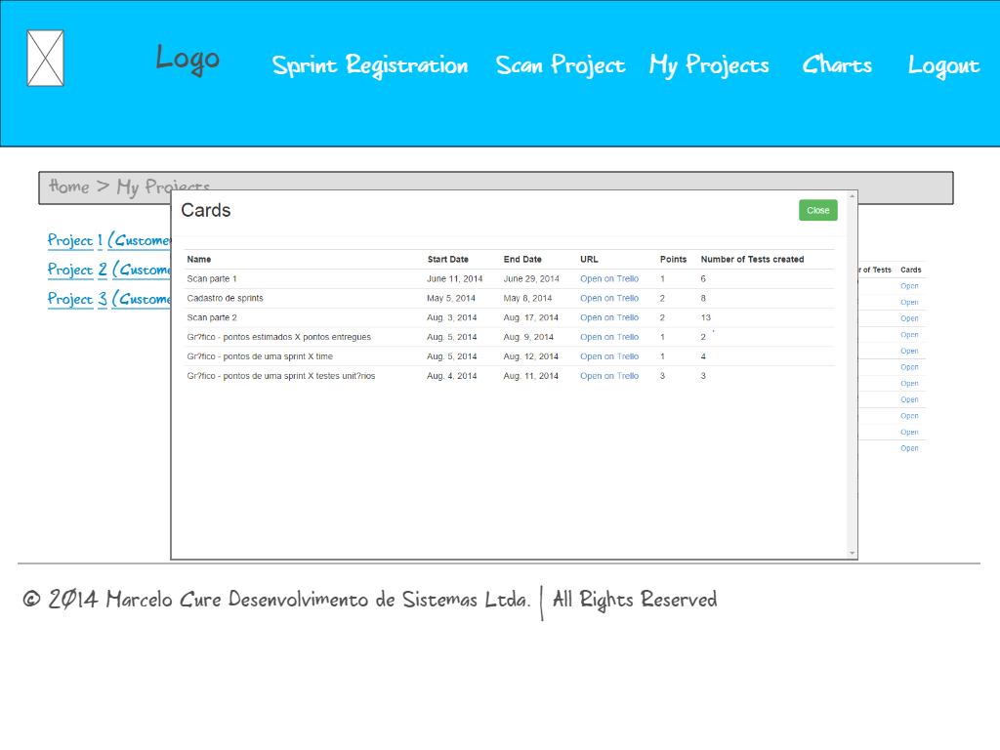 Logo
Sprint Registration Scan Project My Projects Charts Logout
Home > My Projects
Cards Close
Project 1 (Custome
Project 2 (Custome
Project 3 (Custome
Name Start Date End Date URL Points Number of Tests created
Scan parte 1 June 11, 2014 June 29, 2014 Open on Trello 1 6
Cadastro de sprints May 5, 2014 May 8, 2014 Open on Trello 2 8
Scan parte 2 Aug. 3, 2014 Aug. 17, 2014 Open on Trello 2 13
Gr?fico - pontos estimados X pontos entregues Aug. 5, 2014 Aug. 9, 2014 Open on Trello 1 2
Gr?fico - pontos de uma sprint X time Aug. 5, 2014 Aug. 12, 2014 Open on Trello 1 4
Gr?fico - pontos de uma sprint X testes unit?rios Aug. 4, 2014 Aug. 11, 2014 Open on Trello 3 3
of Tests Cards
Open
Open
Open
Open
Open
Open
Open
Open
Open
Open
Open
© 2014 Marcelo Cure Desenvolvimento de Sistemas Ltda. | All Rights Reserved